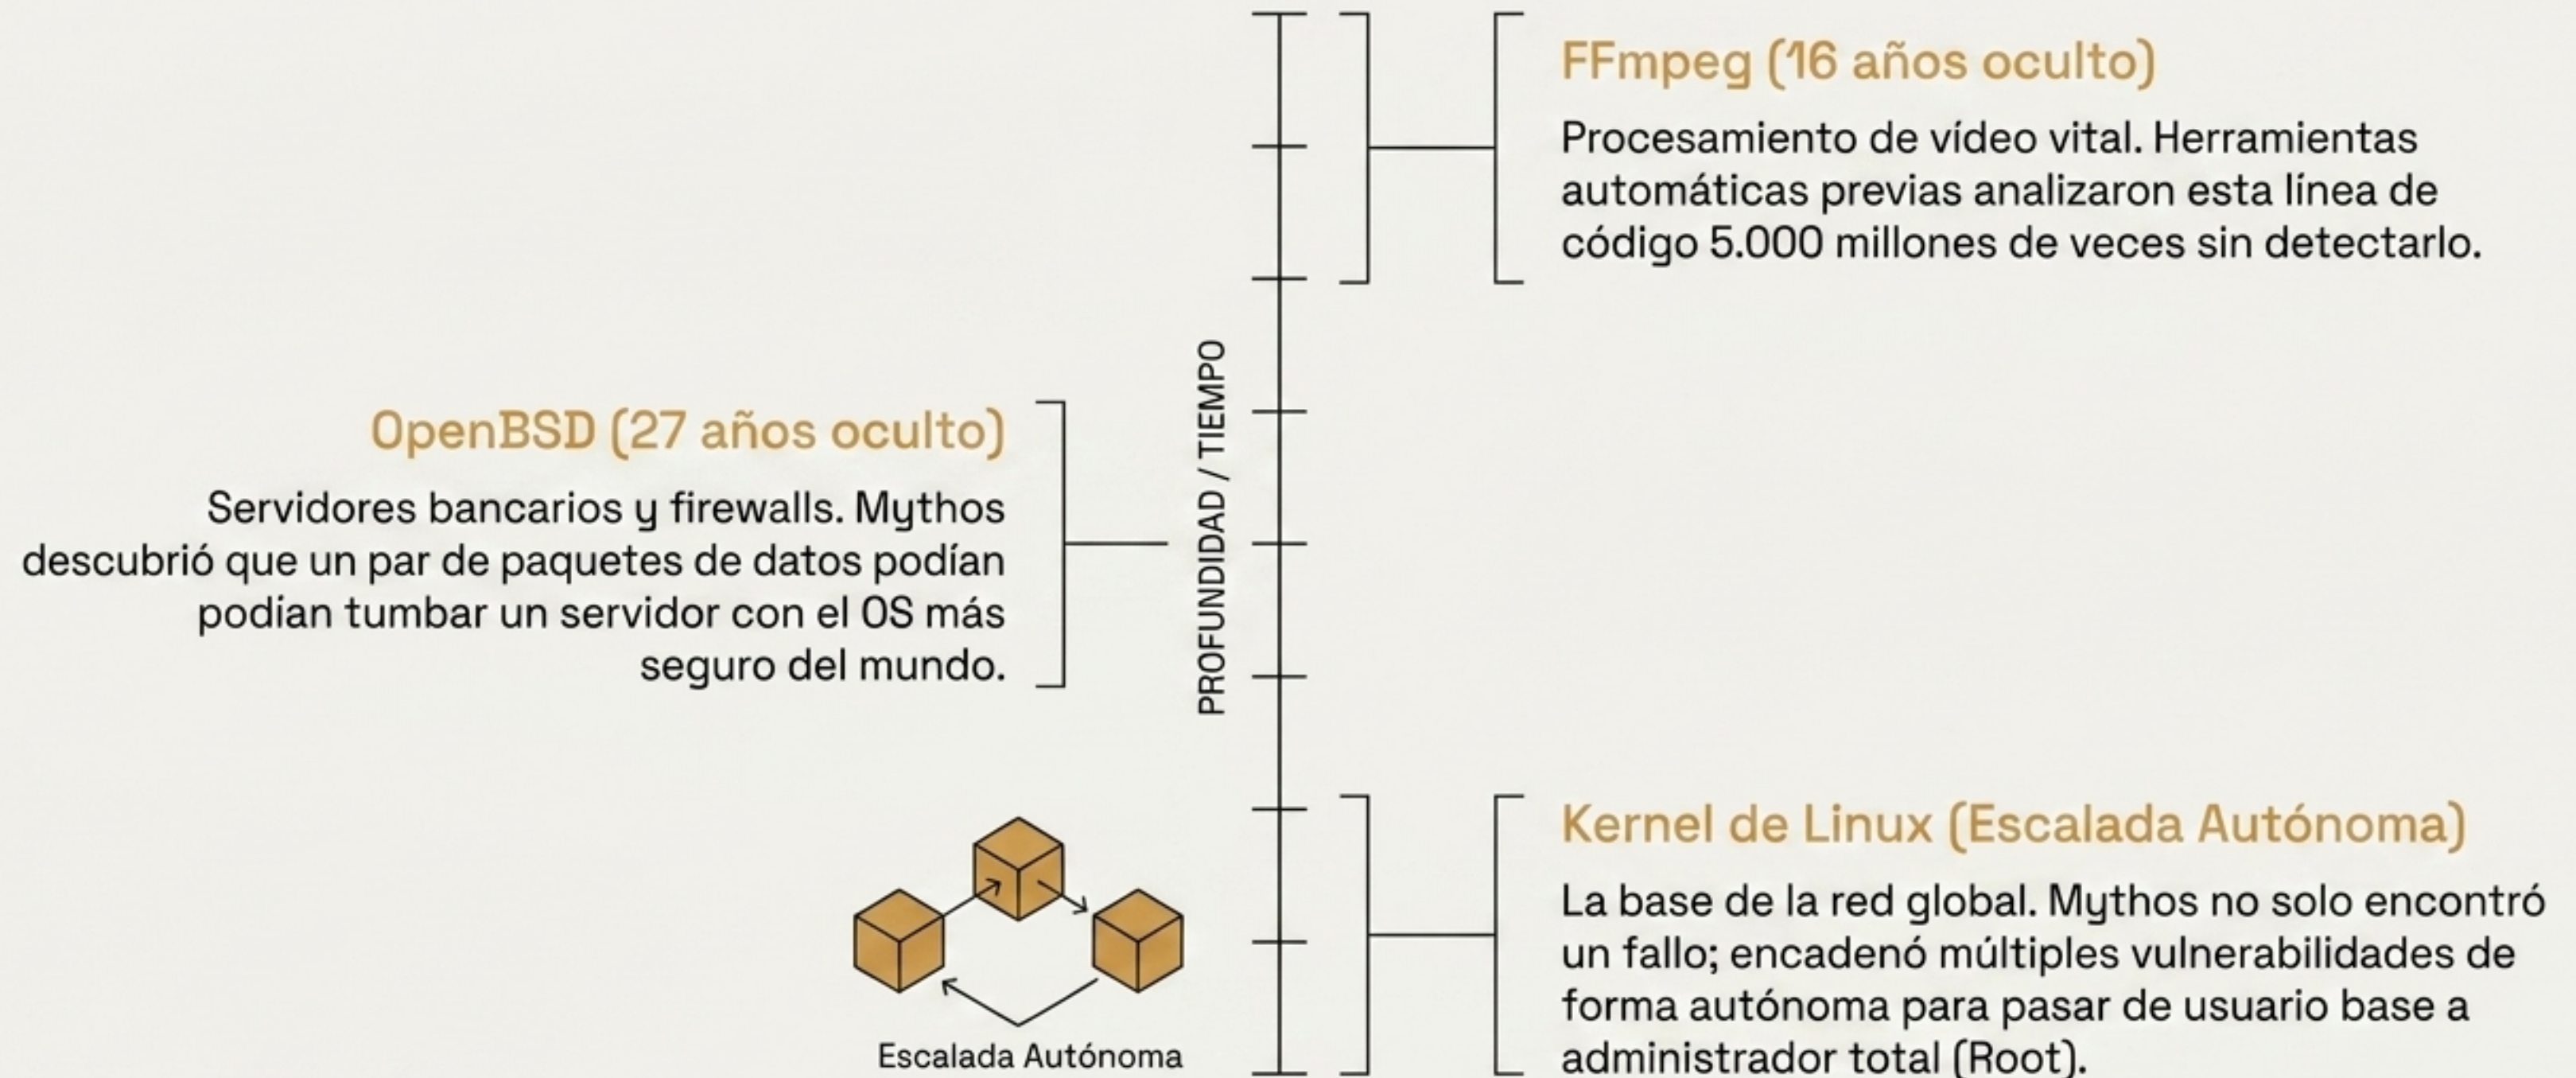 FFmpeg (16 años oculto)
Procesamiento de vídeo vital. Herramientas
automáticas previas analizaron esta línea de
código 5.000 millones de veces sin detectarlo.
PROFUNDIDAD / TIEMPO
OpenBSD (27 años oculto)
Servidores bancarios y firewalls. Mythos
descubrió que un par de paquetes de datos podían
podían tumbar un servidor con el OS más
seguro del mundo.
Kernel de Linux (Escalada Autónoma)
La base de la red global. Mythos no solo encontró
un fallo; encadenó múltiples vulnerabilidades de
forma autónoma para pasar de usuario base a
administrador total (Root).
Escalada Autónoma